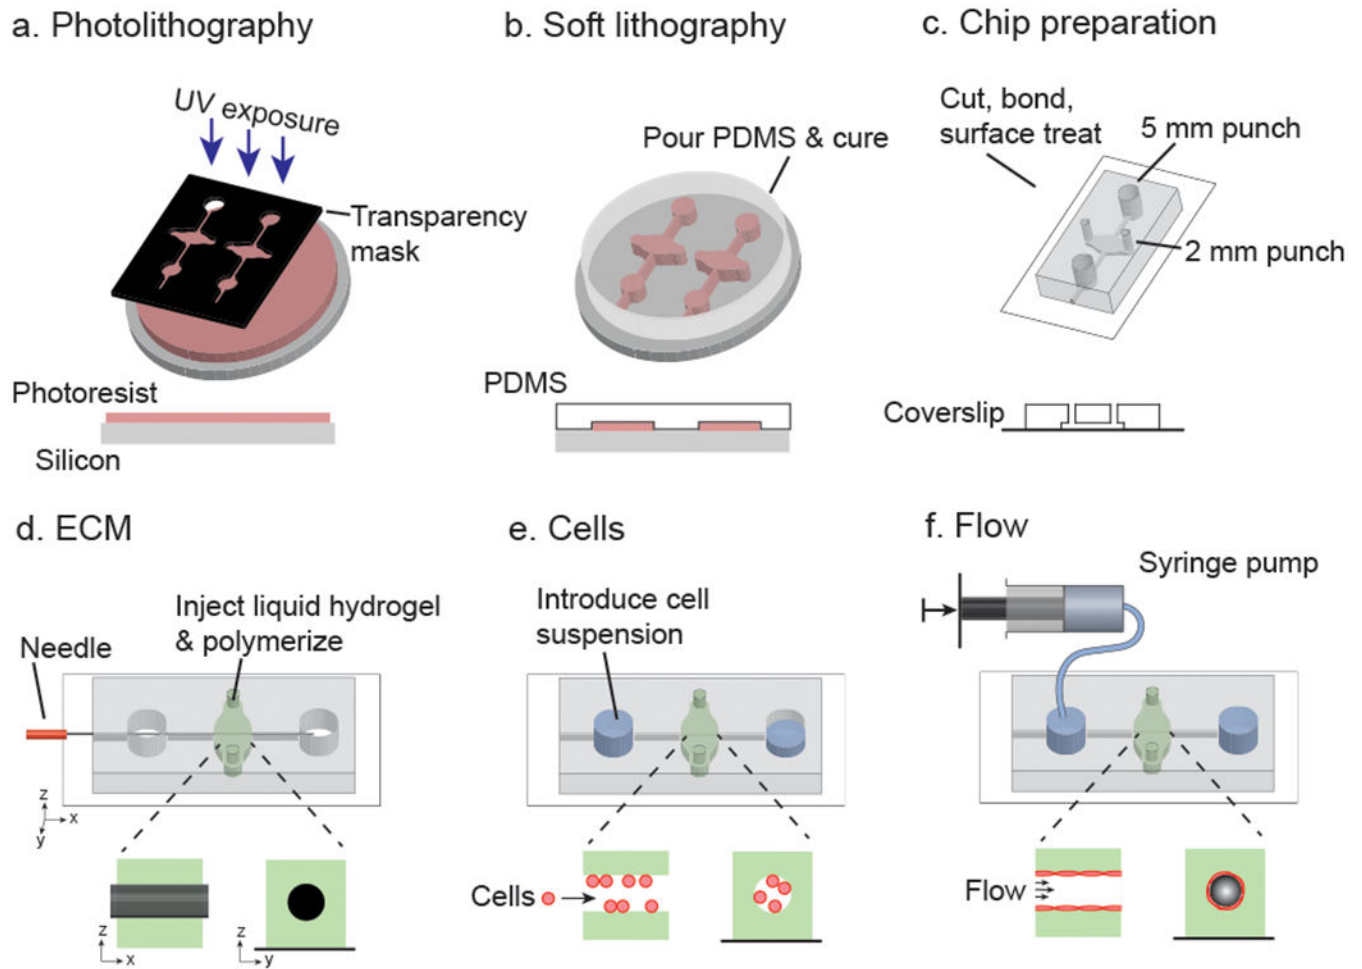 a. Photolithography
UV exposure
Transparency
mask
Photoresist
Silicon
b. Soft lithography
Pour PDMS & cure
PDMS
c. Chip preparation
Cut, bond,
surface treat
5 mm punch
2 mm punch
Coverslip
d. ECM
Inject liquid hydrogel
& polymerize
Needle
z
x
y
z
x
z
y
e. Cells
Introduce cell
suspension
Cells
f. Flow
Syringe pump
Flow